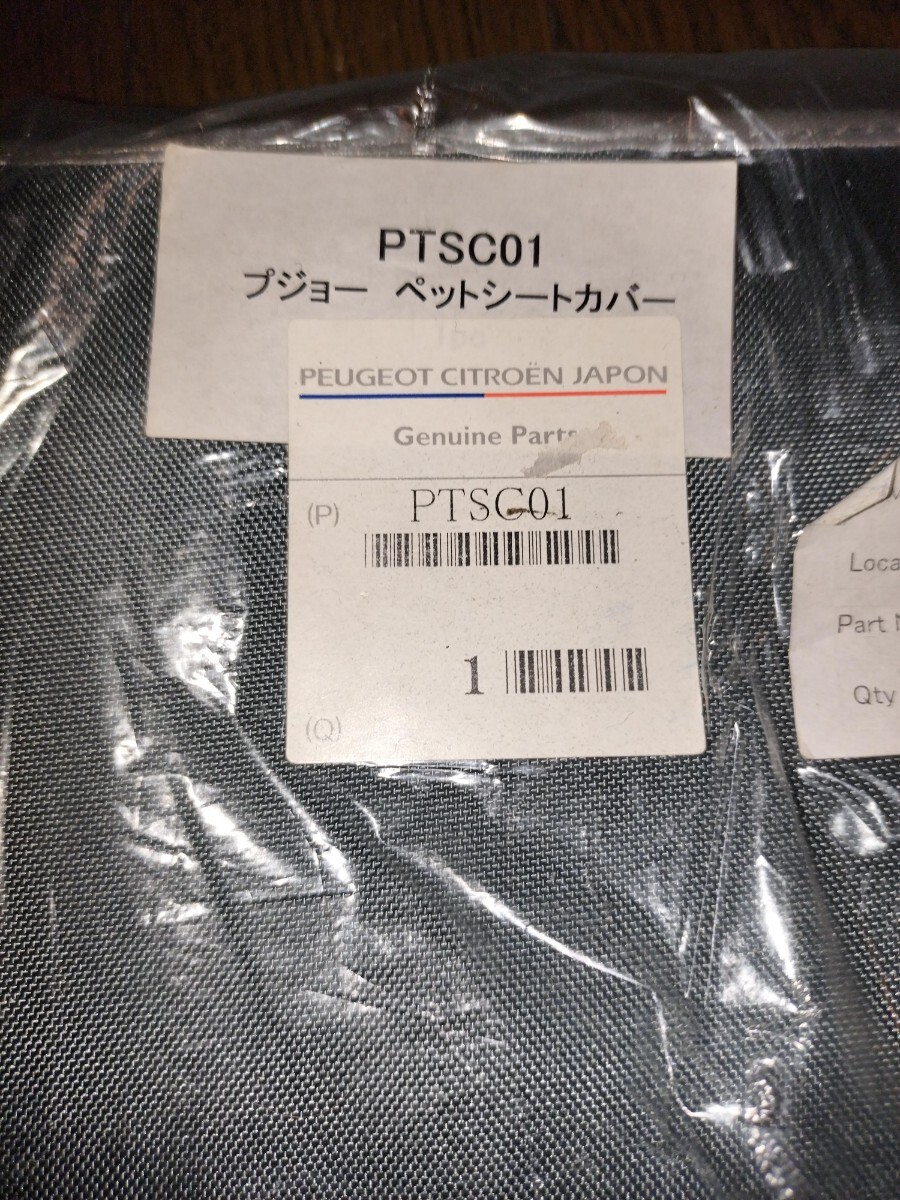 PTSC01
プジョー ペットシートカバー
PEUGEOT CITROËN JAPON
Genuine Parts
(P) PTSC01
1
(Q)
Part
Qty